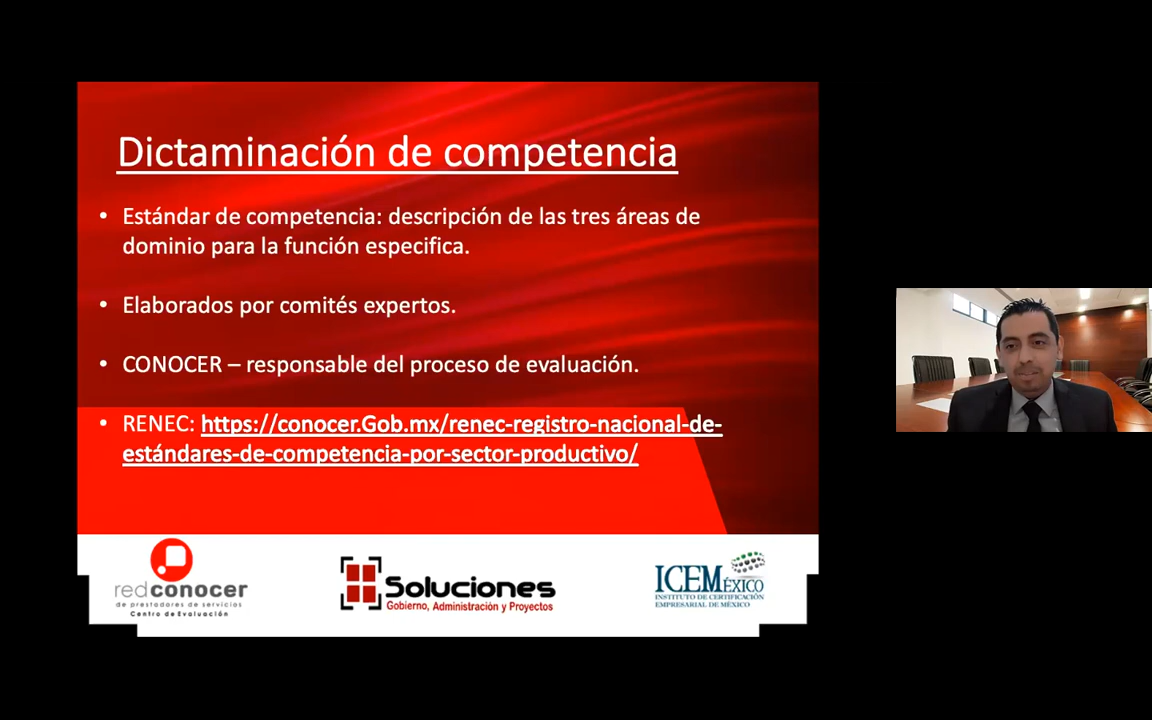 Dictaminación de competencia
• Estándar de competencia: descripción de las tres áreas de
dominio para la función especifica.
• Elaborados por comités expertos.
• CONOCER – responsable del proceso de evaluación.
• RENEC: https://conocer.Gob.mx/renec-registro-nacional-de-
estándares-de-competencia-por-sector-productivo/
redconocer
de prestadores de servicios
Centro de Evaluación
Soluciones
Gobierno, Administración y Proyectos
ICEMÉXICO
INSTITUTO DE CERTIFICACIÓN
EMPRESARIAL DE MÉXICO